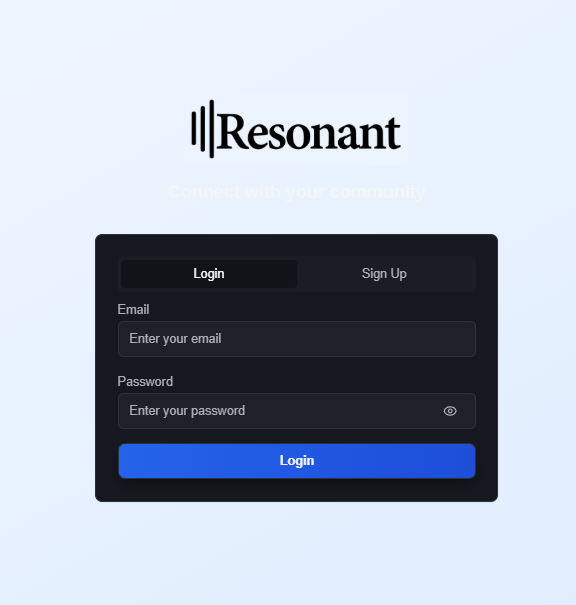 Resonant
Connect with your community
Login
Sign Up
Email
Enter your email
Password
Enter your password
Login